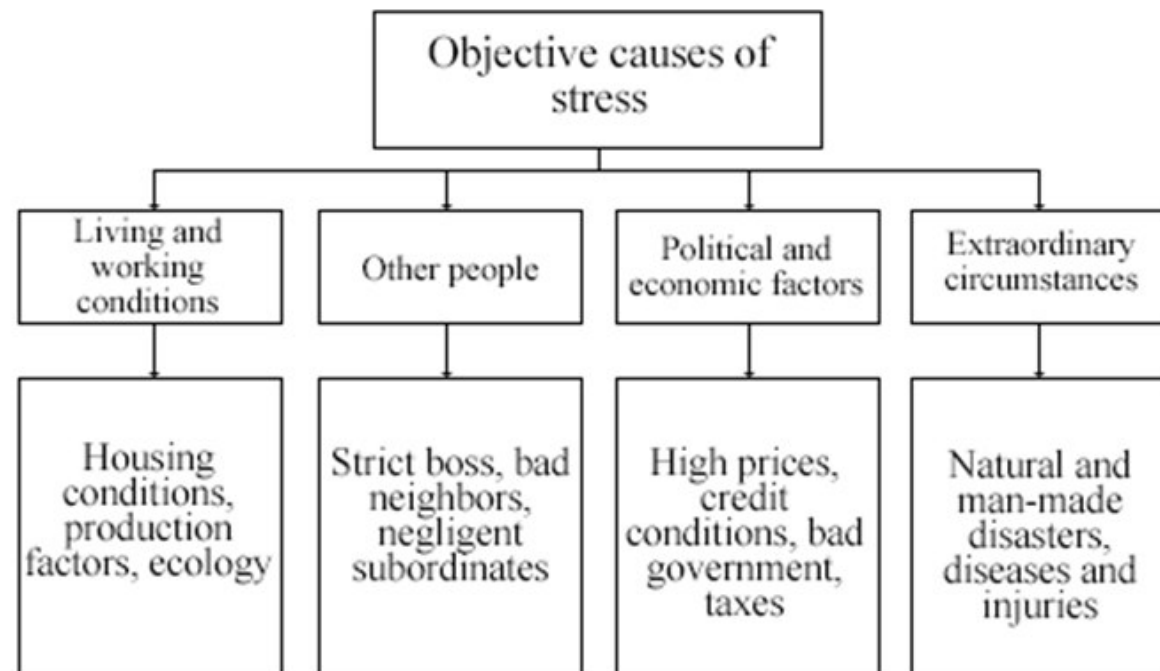 Objective causes of
stress
Living and
working
conditions
Other people
Political and
economic factors
Extraordinary
circumstances
Housing
conditions,
production
factors, ecology
Strict boss, bad
neighbors,
negligent
subordinates
High prices,
credit
conditions, bad
government,
taxes
Natural and
man-made
disasters,
diseases and
injuries